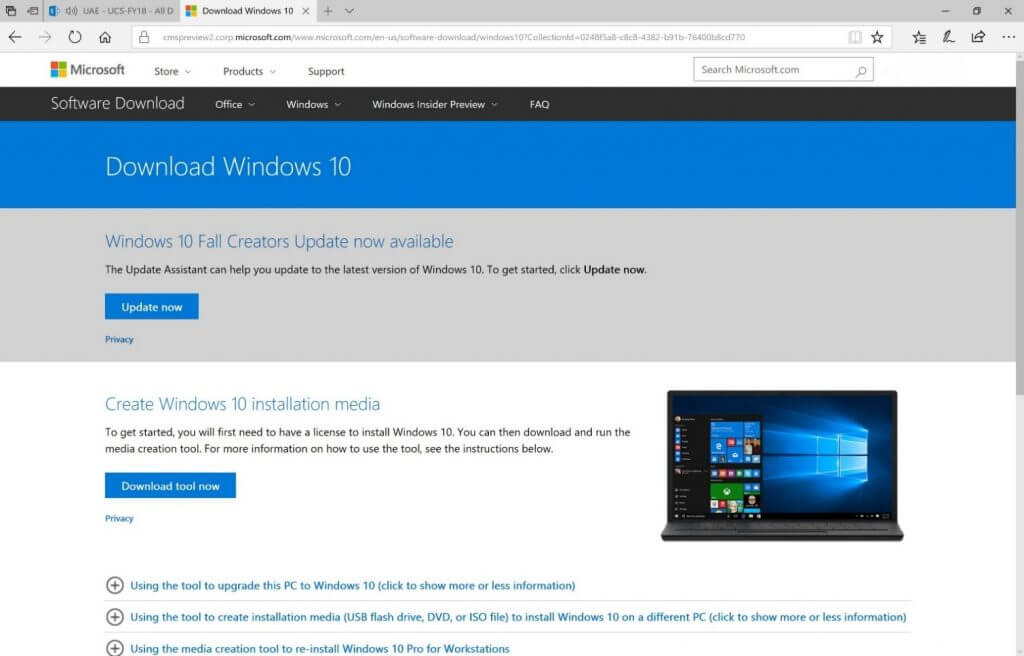 UAE - UCS-FY18 - All D
Download Windows 10
cmspreview2.corp.microsoft.com/www.microsoft.com/en-us/software-download/windows10?CollectionId=0248f5a8-c8c8-4382-b91b-76400b8cd770
Microsoft Store Products Support Search Microsoft.com
Software Download Office Windows Windows Insider Preview FAQ
Download Windows 10
Windows 10 Fall Creators Update now available
The Update Assistant can help you update to the latest version of Windows 10. To get started, click Update now.
Update now
Privacy
Create Windows 10 installation media
To get started, you will first need to have a license to install Windows 10. You can then download and run the
media creation tool. For more information on how to use the tool, see the instructions below.
Download tool now
Privacy
Using the tool to upgrade this PC to Windows 10 (click to show more or less information)
Using the tool to create installation media (USB flash drive, DVD, or ISO file) to install Windows 10 on a different PC (click to show more or less information)
Using the media creation tool to re-install Windows 10 Pro for Workstations